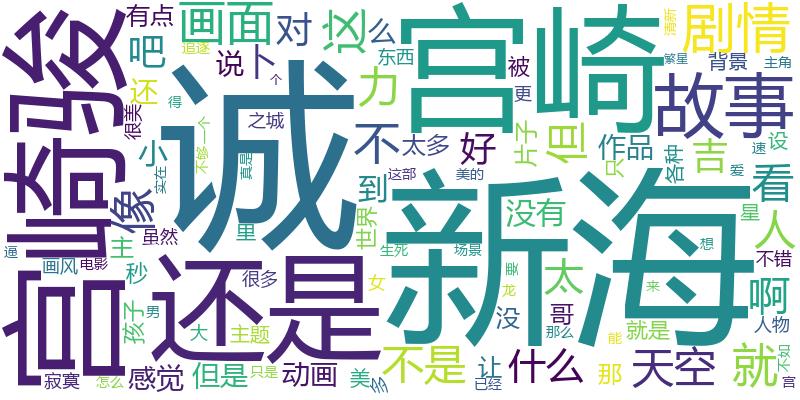 宫崎骏
诚
新海
宫崎
还是
故事
剧情
画面
这
对
吧
有点
还
说
卜
力
么
追逐
东西
被
更
清新
繁星
主角
背景
很美
小
之城
不
太多
好
片子
但
作品
各种
吉
设
只
速
爱
看
像
实在
不够
一个
个
得
真是
里
到
这部
美的
世界
没有
星
人
虽然
主
逼
画风
电影
秒
很多
生死
场景
要
太
想
不错
女
龙
来
啊
孩子
男
大
主题
没
哥
那么
就是
能
人物
寂寞
怎么
感觉
但是
只是
动画
美
多
不是
让
已经
什么
那
天空
就
不如
宫